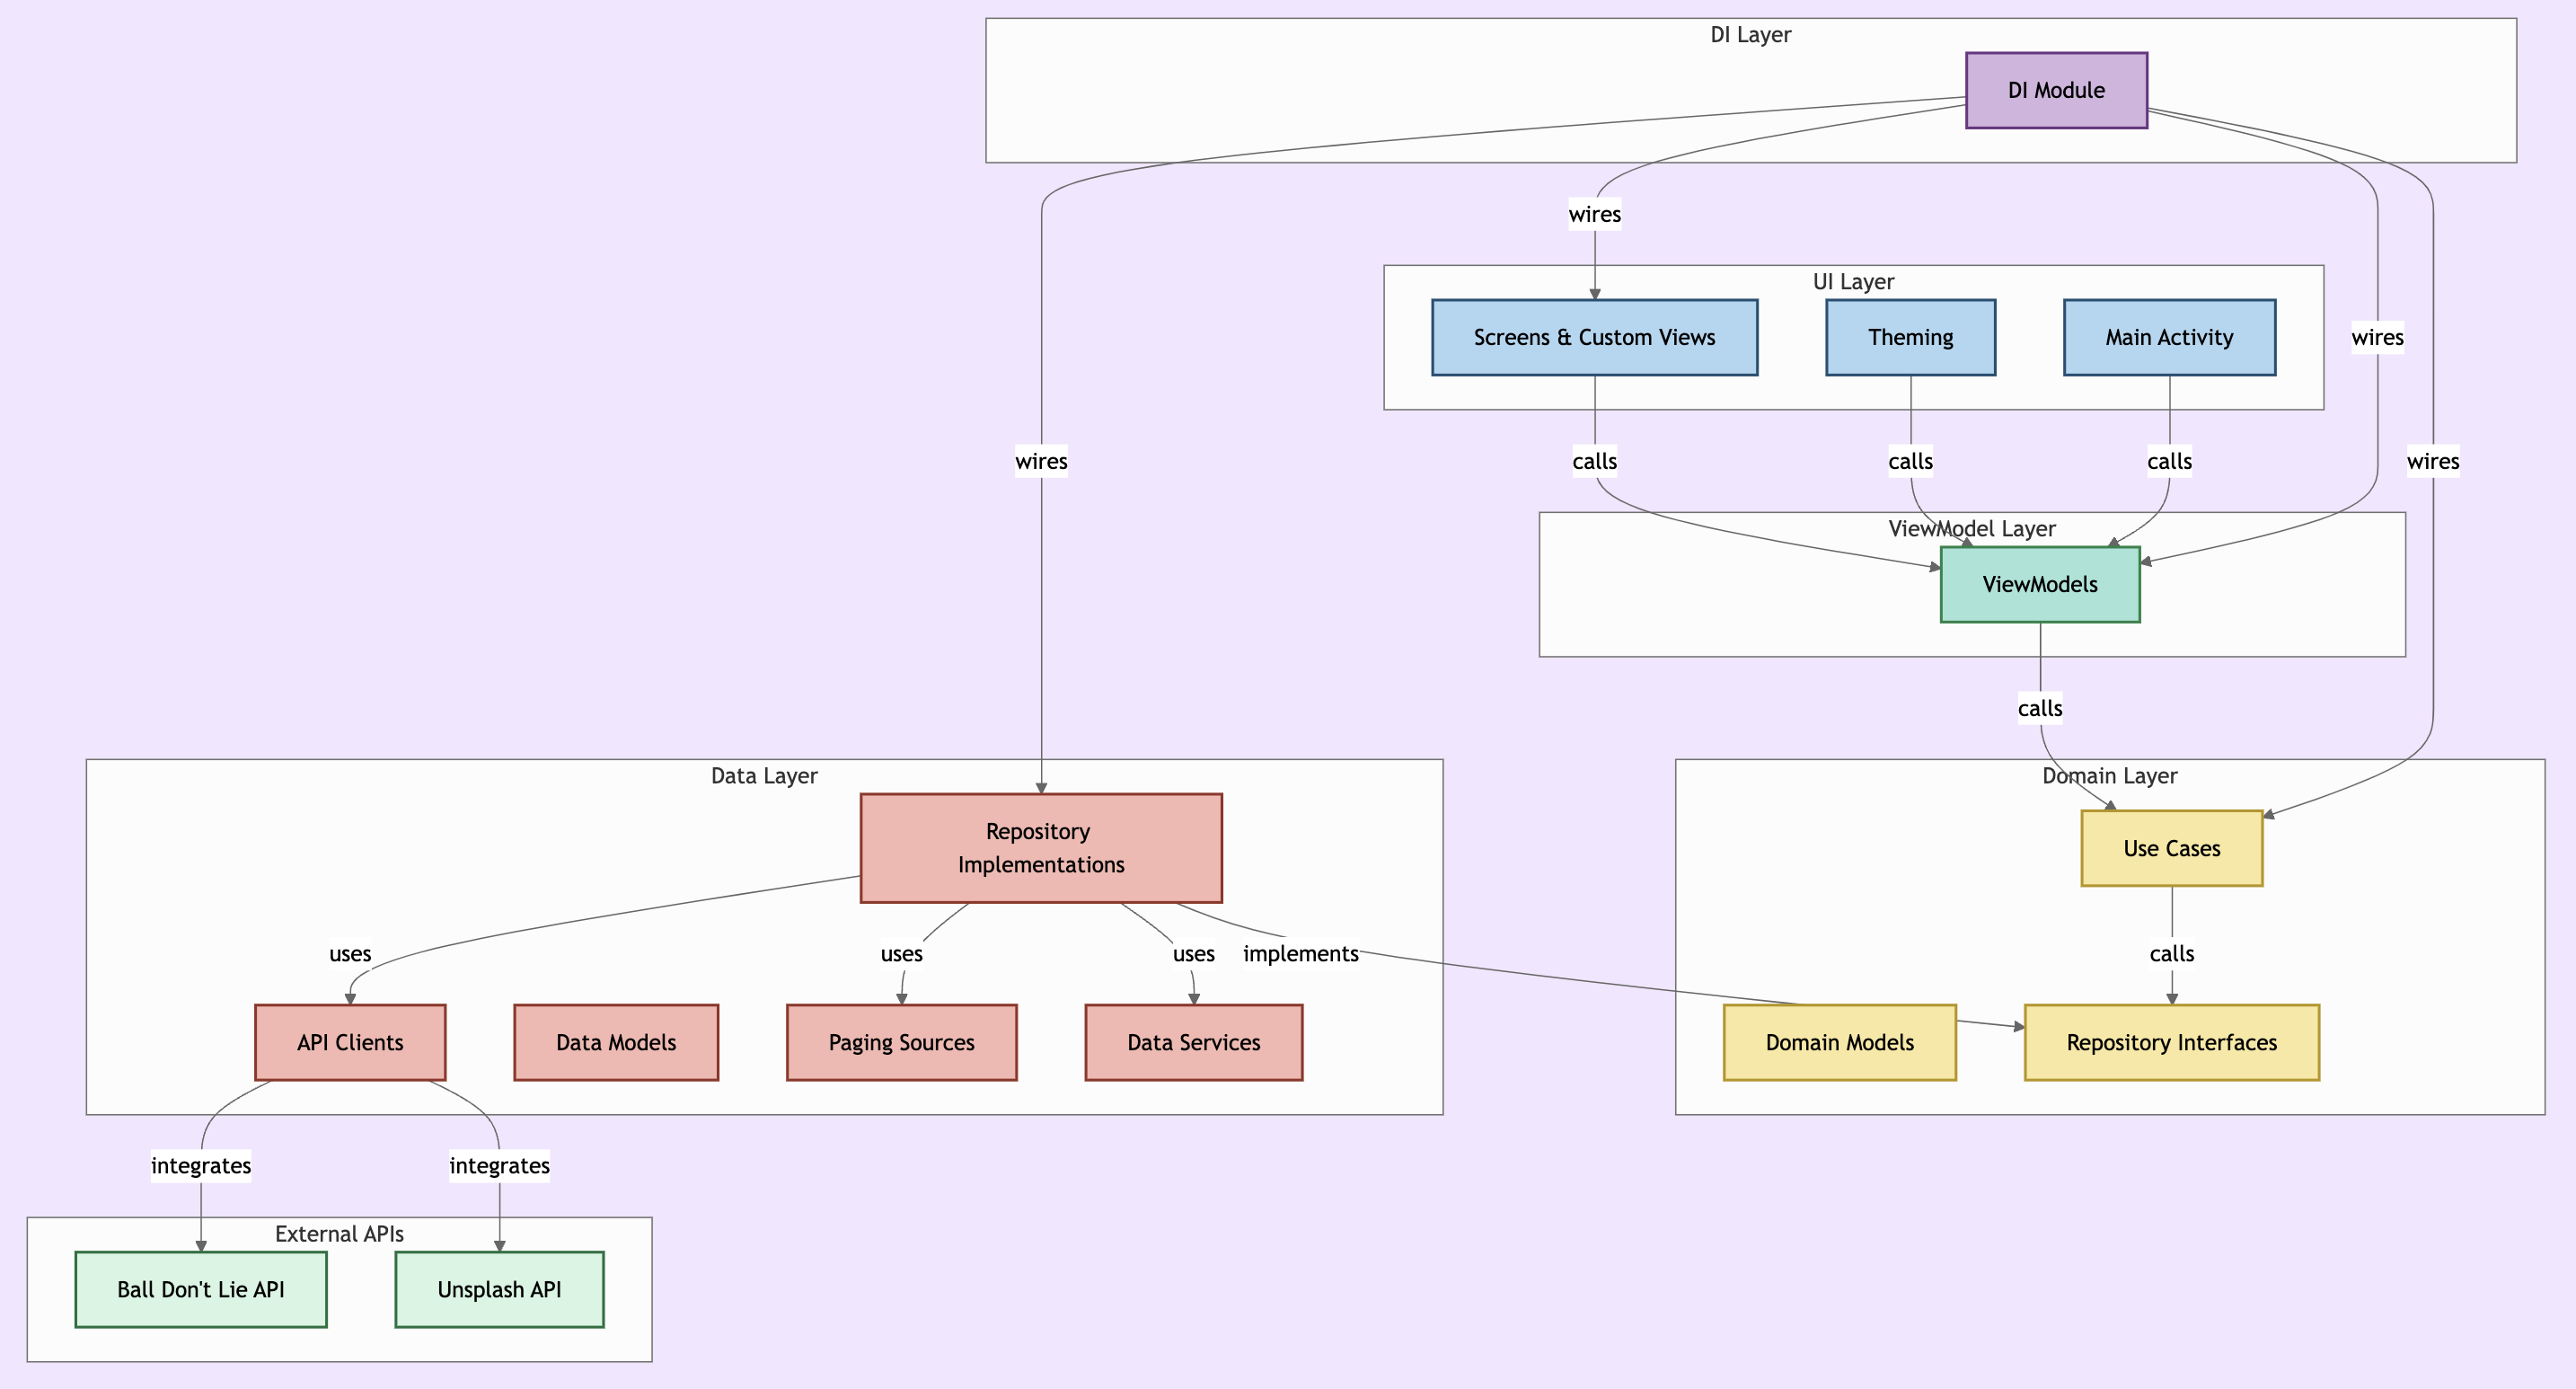 DI Layer
DI Module
wires
UI Layer
Screens & Custom Views
Theming
Main Activity
wires
wires
calls
calls
calls
wires
ViewModel Layer
ViewModels
calls
Data Layer
Domain Layer
Repository
Implementations
Use Cases
uses
uses
uses
implements
calls
API Clients
Data Models
Paging Sources
Data Services
Domain Models
Repository Interfaces
integrates
integrates
External APIs
Ball Don't Lie API
Unsplash API